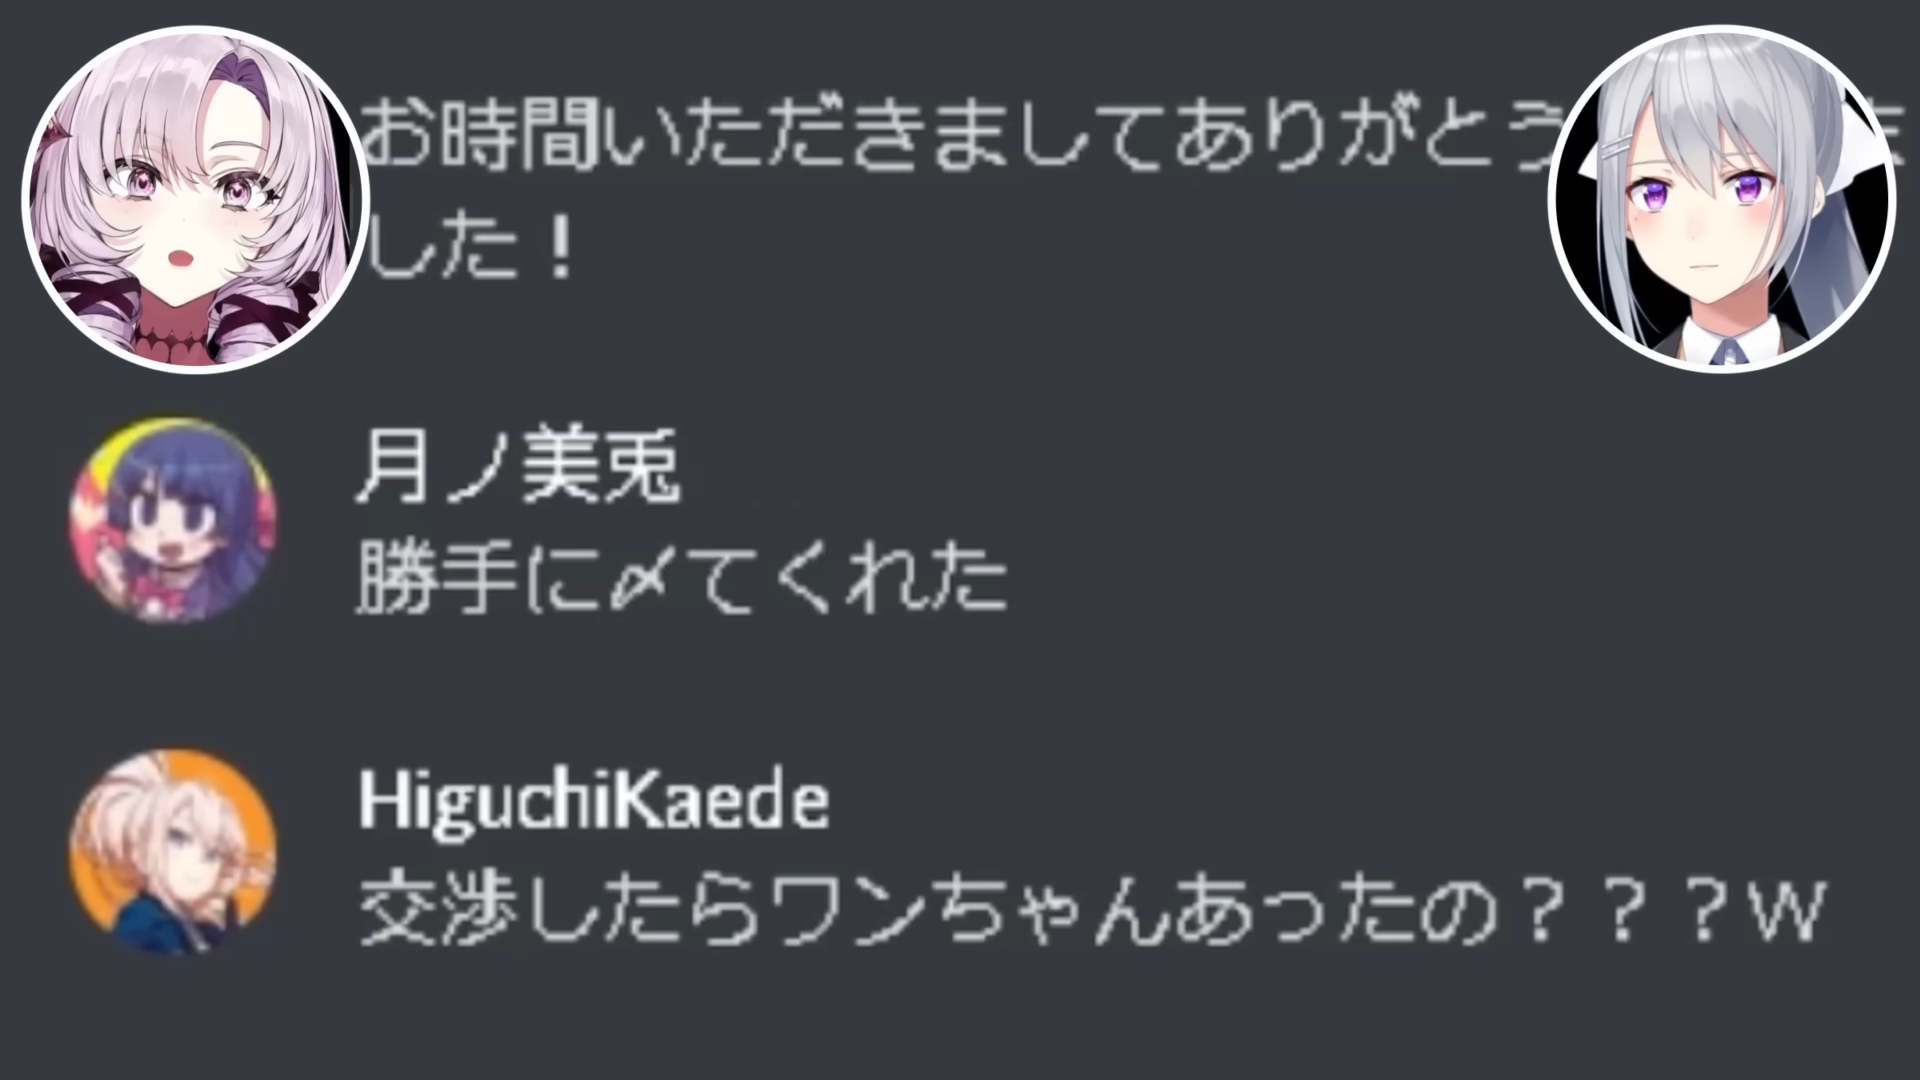 お時間いただきましてありがとう
ま
した！
月ノ美兎
勝手に〆てくれた
HiguchiKaede
交渉したらワンちゃんあったの？？？W